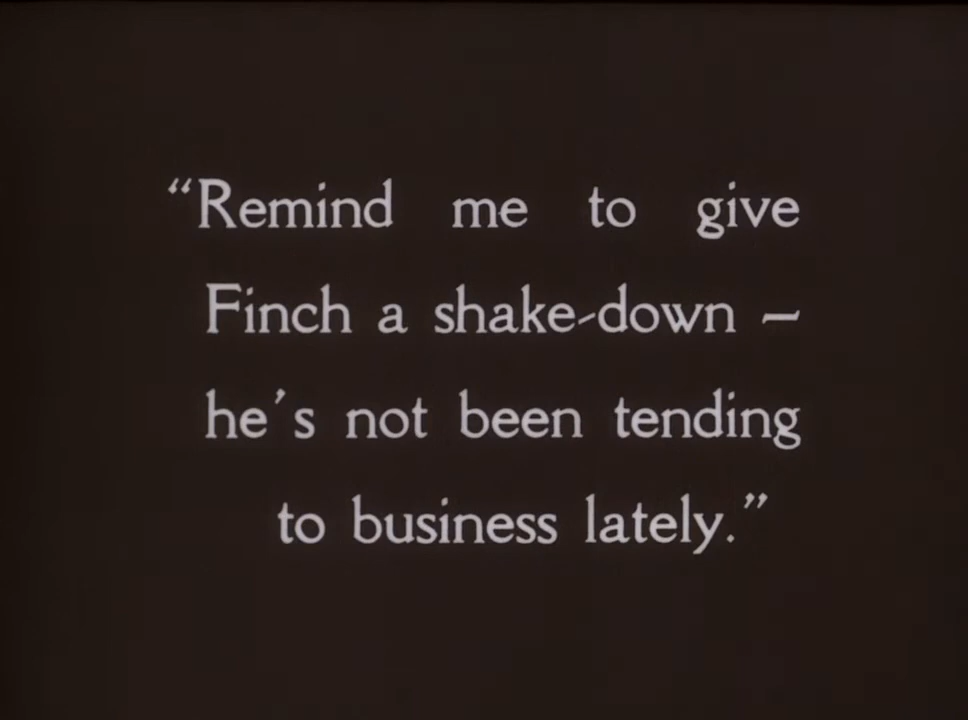 “Remind me to give
Finch a shake-down —
he's not been tending
to business lately.”